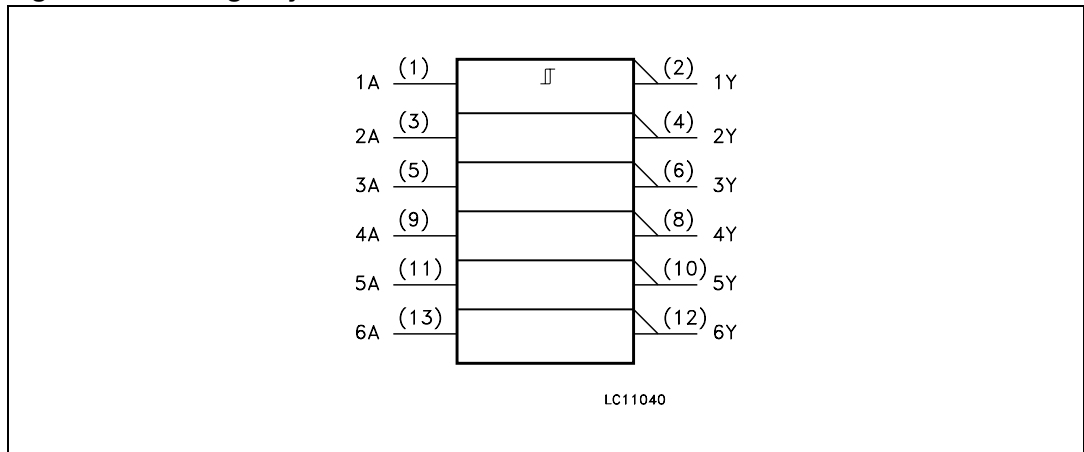 1A (1) (2) 1Y
2A (3) (4) 2Y
3A (5) (6) 3Y
4A (9) (8) 4Y
5A (11) (10) 5Y
6A (13) (12) 6Y
LC11040